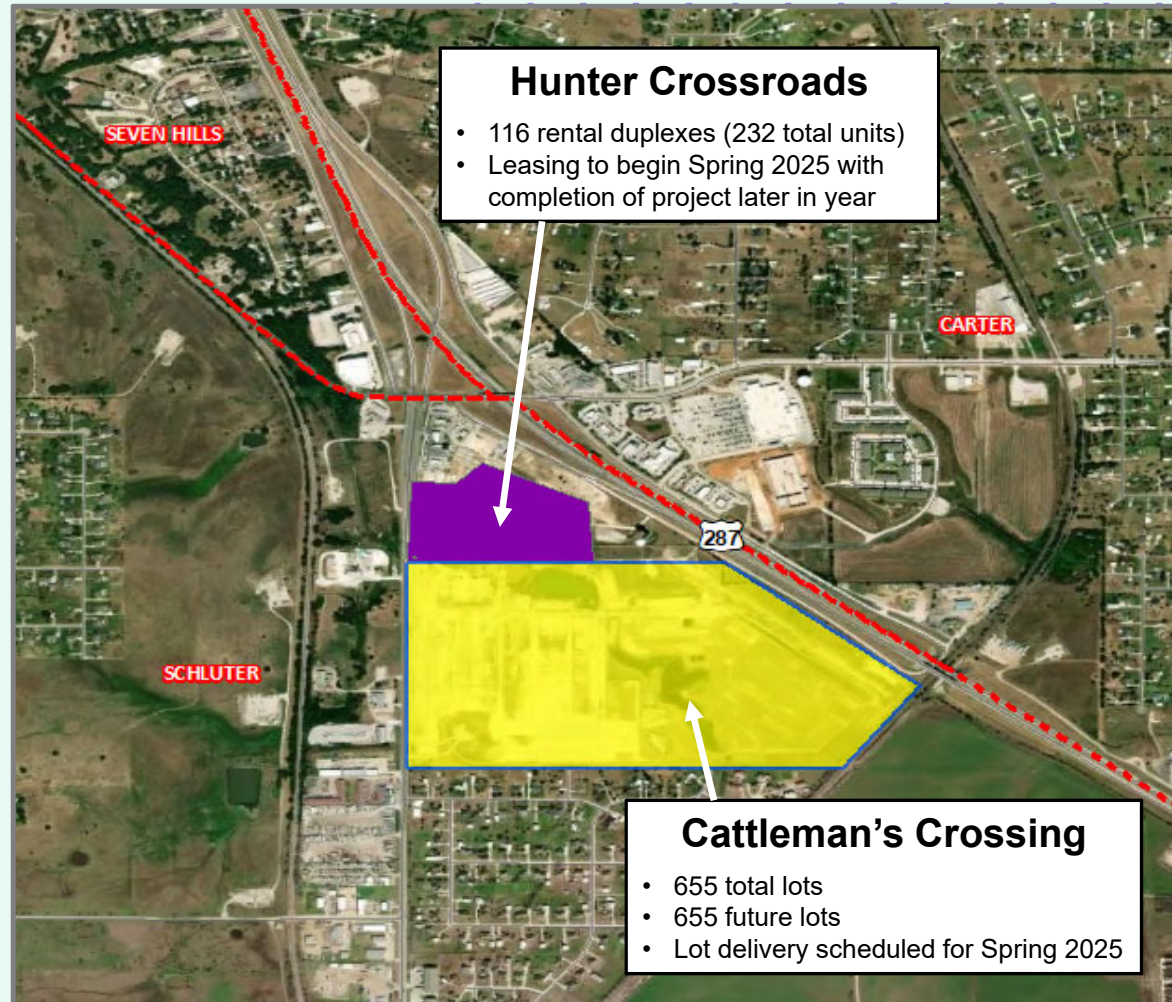 Hunter Crossroads
• 116 rental duplexes (232 total units)
• Leasing to begin Spring 2025 with
completion of project later in year
SEVEN HILLS
CARTER
287
SCHLUTER
Cattleman’s Crossing
• 655 total lots
• 655 future lots
• Lot delivery scheduled for Spring 2025